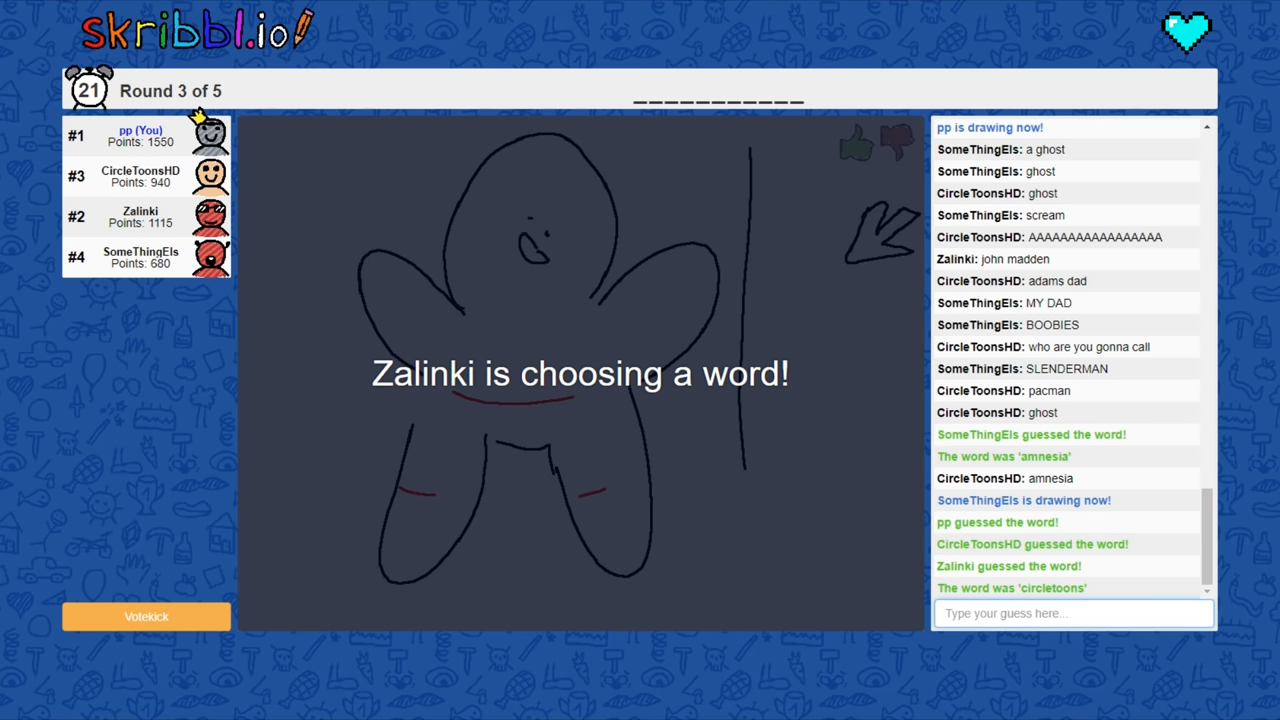 skribbl.io!
21
Round 3 of 5
___________
#1
pp (You)
Points: 1550
#3
CircleToonsHD
Points: 940
#2
Zalinki
Points: 1115
#4
SomeThingEls
Points: 680
Votekick
Zalinki is choosing a word!
pp is drawing now!
SomeThingEls: a ghost
SomeThingEls: ghost
CircleToonsHD: ghost
SomeThingEls: scream
CircleToonsHD: AAAAAAAAAAAAAAAAA
Zalinki: john madden
CircleToonsHD: adams dad
SomeThingEls: MY DAD
SomeThingEls: BOOBIES
CircleToonsHD: who are you gonna call
SomeThingEls: SLENDERMAN
CircleToonsHD: pacman
CircleToonsHD: ghost
SomeThingEls guessed the word!
The word was 'amnesia'
CircleToonsHD: amnesia
SomeThingEls is drawing now!
pp guessed the word!
CircleToonsHD guessed the word!
Zalinki guessed the word!
The word was 'circletoons'
Type your guess here...